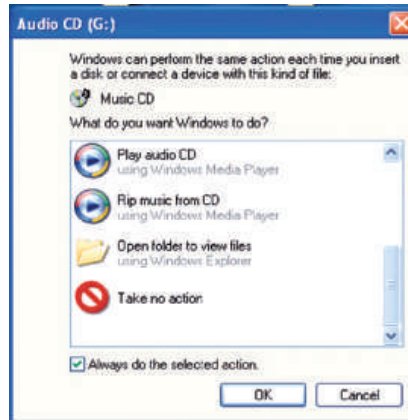 Audio CD (G:)
Windows can perform the same action each time you insert
a disk or connect a device with this kind of file:
Music CD
What do you want Windows to do?
Play audio CD
using Windows Media Player
Rip music from CD
using Windows Media Player
Open folder to view files
using Windows Explorer
Take no action
Always do the selected action.
OK
Cancel